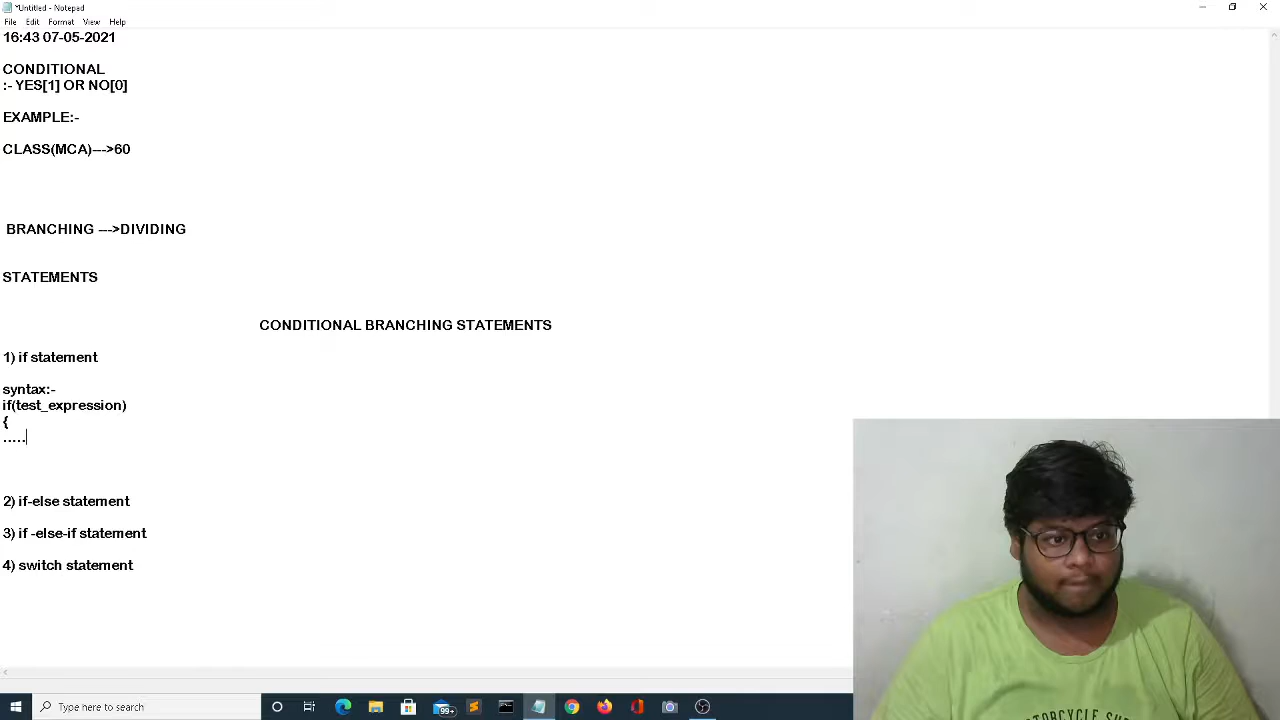 *Untitled - Notepad
File Edit Format View Help
16:43 07-05-2021
CONDITIONAL
:- YES[1] OR NO[0]
EXAMPLE:-
CLASS(MCA)--->60
BRANCHING --->DIVIDING
STATEMENTS
CONDITIONAL BRANCHING STATEMENTS
1) if statement
syntax:-
if(test_expression)
{
.....
2) if-else statement
3) if -else-if statement
4) switch statement
Type here to search
99+